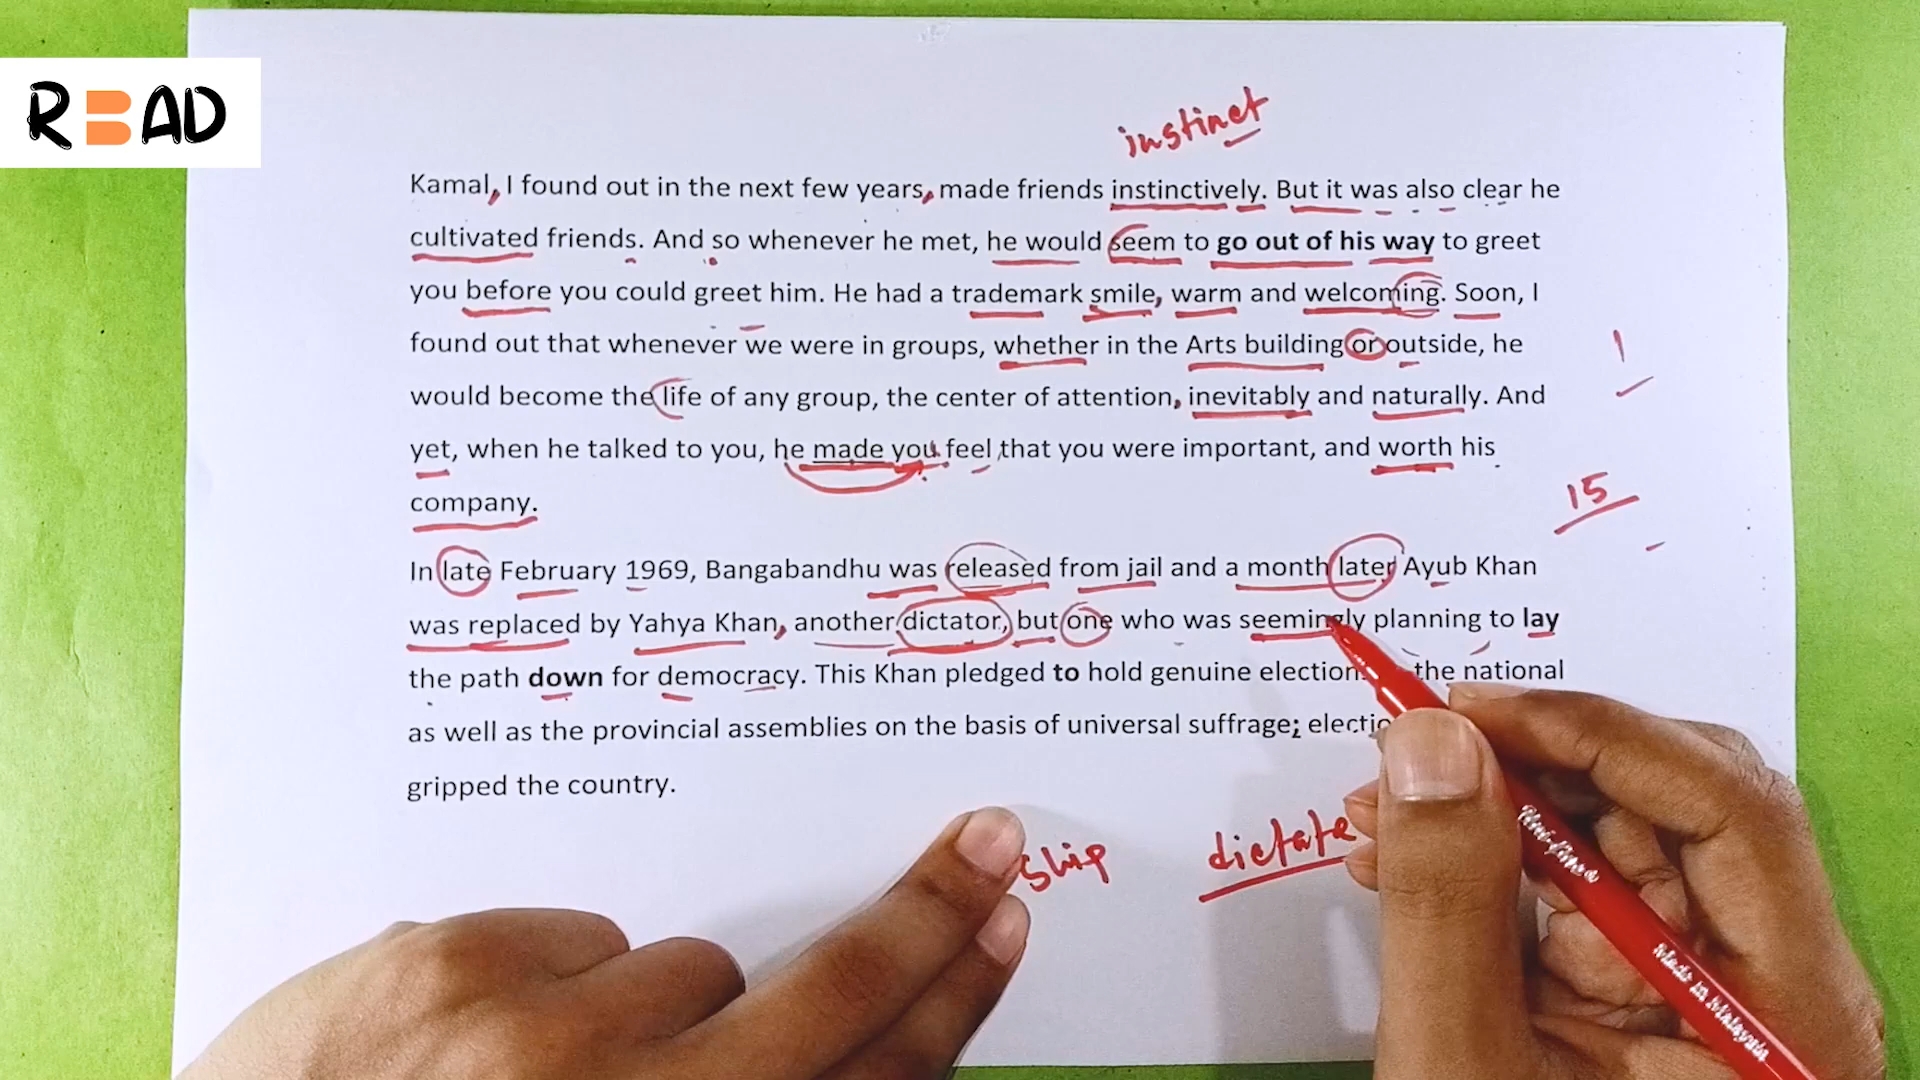 READ
instinct
Kamal, I found out in the next few years, made friends instinctively. But it was also clear he
cultivated friends. And so whenever he met, he would seem to go out of his way to greet
you before you could greet him. He had a trademark smile, warm and welcoming. Soon, I
found out that whenever we were in groups, whether in the Arts building or outside, he
would become the life of any group, the center of attention, inevitably and naturally. And
yet, when he talked to you, he made you feel that you were important, and worth his
company.
15
In late February 1969, Bangabandhu was released from jail and a month later Ayub Khan
was replaced by Yahya Khan, another dictator, but one who was seemingly planning to lay
the path down for democracy. This Khan pledged to hold genuine election the national
as well as the provincial assemblies on the basis of universal suffrage;
gripped the country.
ship dictate
uni-fine a
Made in Malaysia